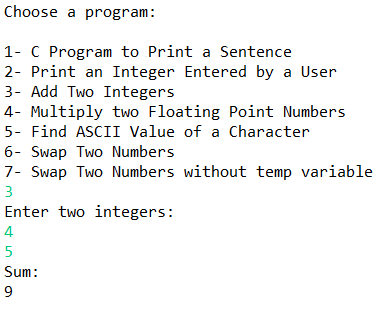 Choose a program:

1- C Program to Print a Sentence
2- Print an Integer Entered by a User
3- Add Two Integers
4- Multiply two Floating Point Numbers
5- Find ASCII Value of a Character
6- Swap Two Numbers
7- Swap Two Numbers without temp variable
3
Enter two integers:
4
5
Sum:
9